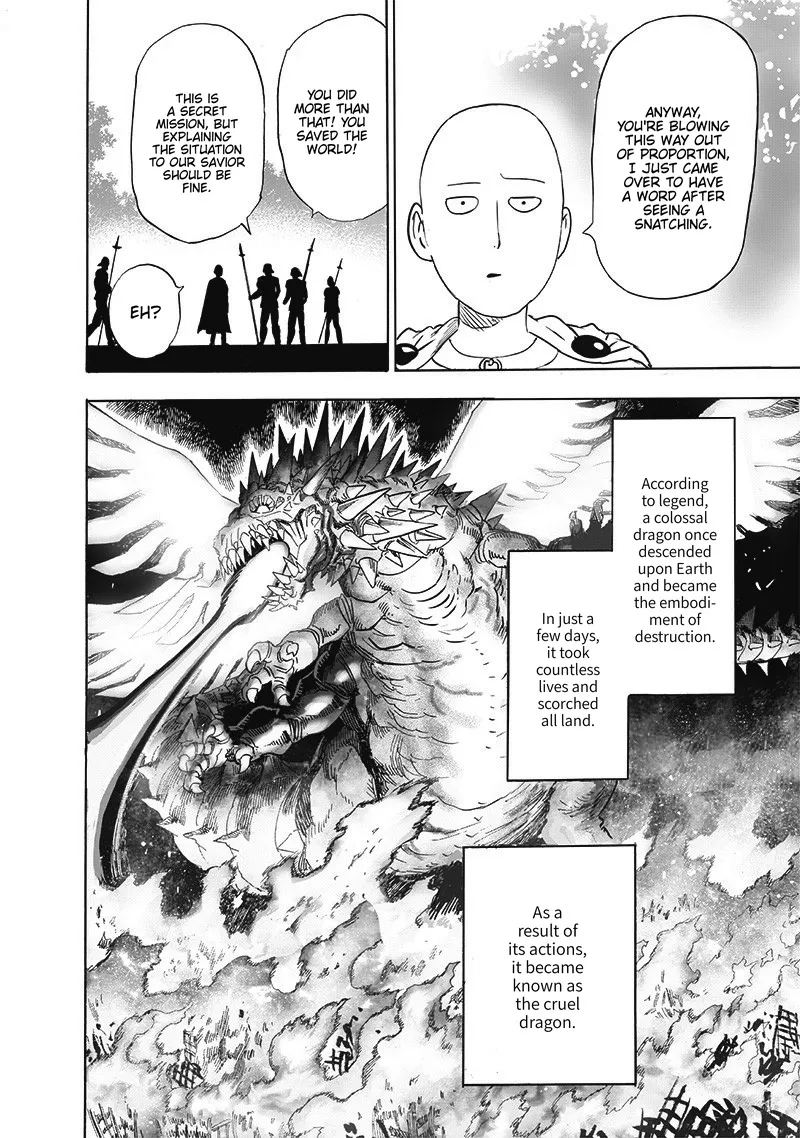 ANYWAY,
YOU'RE BLOWING
THIS WAY OUT
OF PROPORTION,
I JUST CAME
OVER TO HAVE
A WORD AFTER
SEEING A
SNATCHING.
YOU DID
MORE THAN
THAT! YOU
SAVED THE
WORLD!
THIS IS
A SECRET
MISSION, BUT
EXPLAINING
THE SITUATION
TO OUR SAVIOR
SHOULD BE
FINE.
EH?
According
to legend,
a colossal
dragon once
descended
upon Earth
and became
the embodi-
ment of
destruction.
In just a
few days,
it took
countless
lives and
scorched
all land.
As a
result of
its actions,
it became
known as
the cruel
dragon.